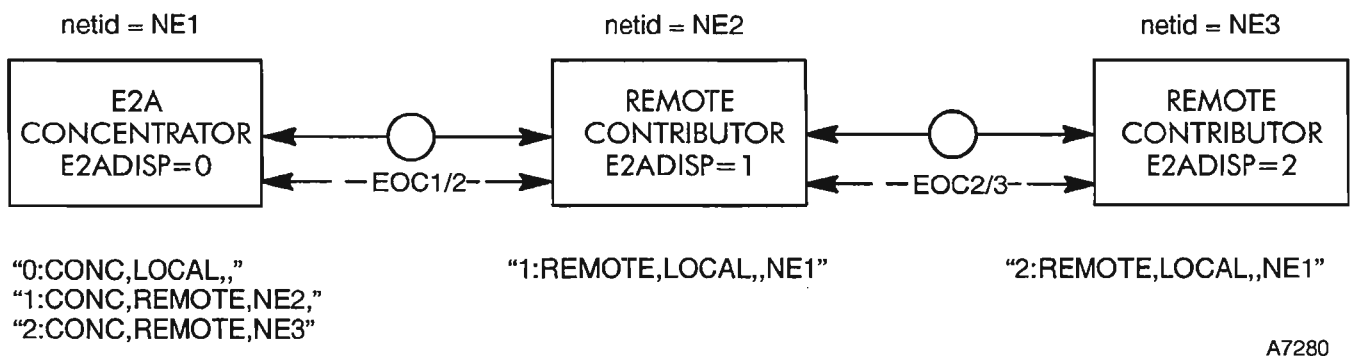 netid = NE1
netid = NE2
netid = NE3
E2A
CONCENTRATOR
E2ADISP=0
REMOTE
CONTRIBUTOR
E2ADISP=1
REMOTE
CONTRIBUTOR
E2ADISP=2
EOC1/2
EOC2/3
“0:CONC,LOCAL,,”
“1:CONC,REMOTE,NE2,”
“2:CONC,REMOTE,NE3”
“1:REMOTE,LOCAL,,NE1”
“2:REMOTE,LOCAL,,NE1”
A7280